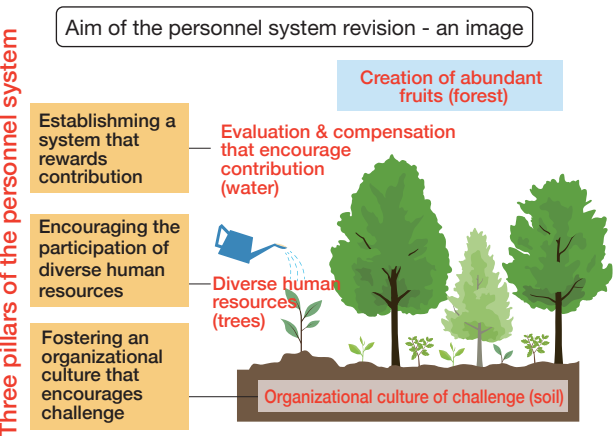 Aim of the personnel system revision - an image
Three pillars of the personnel system
Establishming a
system that
rewards
contribution
Encouraging the
participation of
diverse human
resources
Fostering an
organizational
culture that
encourages
challenge
Creation of abundant
fruits (forest)
Evaluation & compensation
that encourage
contribution
(water)
Diverse human
resources
(trees)
Organizational culture of challenge (soil)